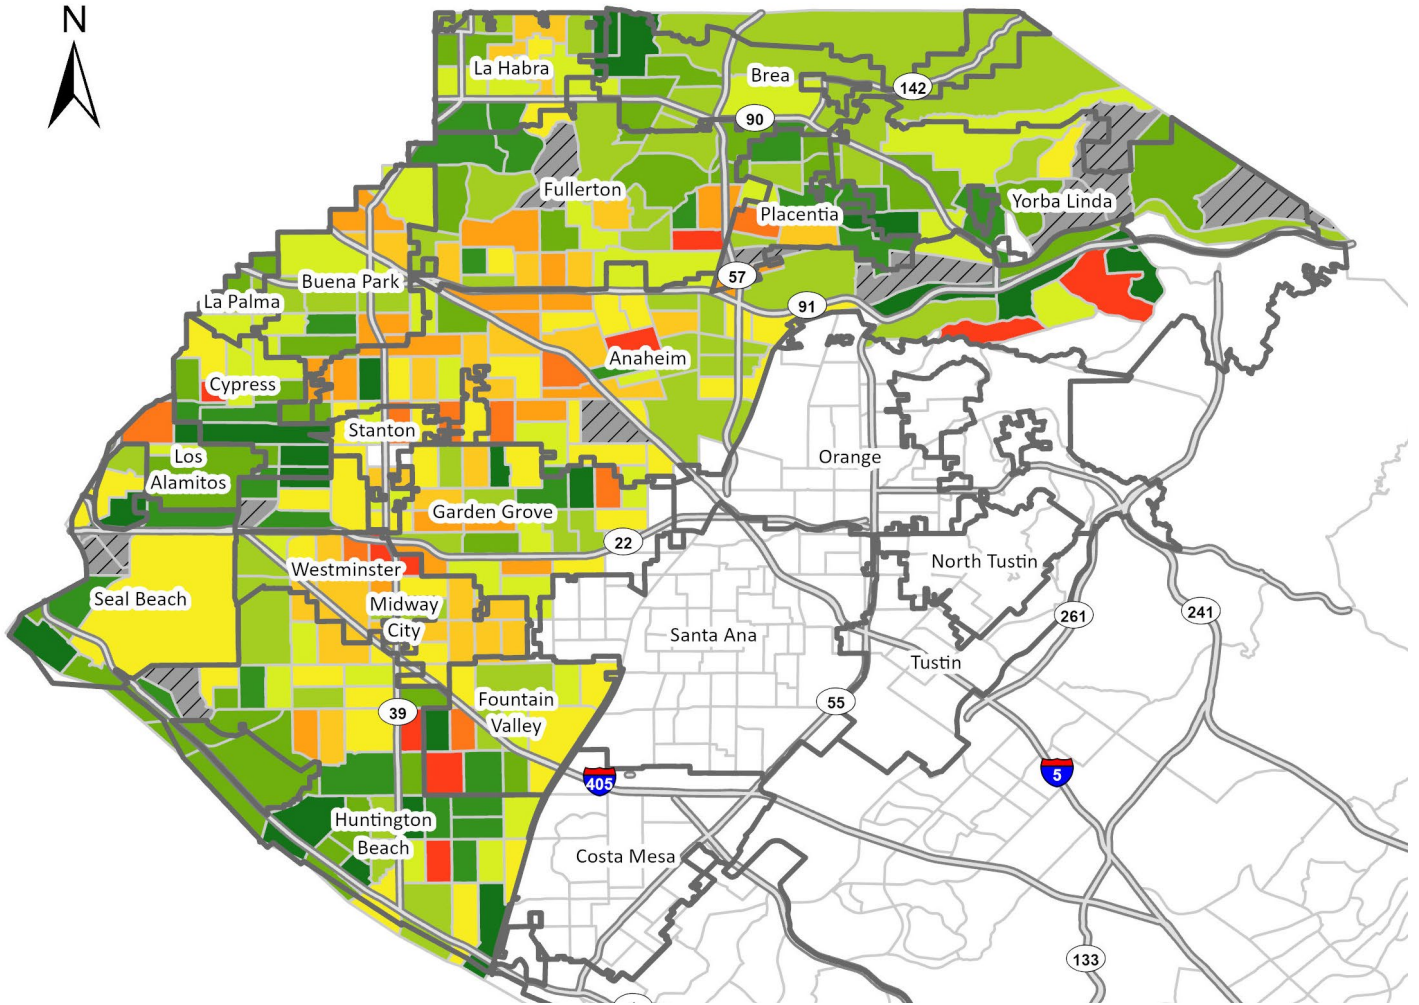 N
La Habra
Brea
142
90
Fullerton
Placentia
Yorba Linda
57
Buena Park
La Palma
91
Anaheim
Cypress
Stanton
Los
Alamitos
Orange
Garden Grove
22
Westminster
North Tustin
Seal Beach
Midway
City
261
241
Santa Ana
Tustin
Fountain
Valley
55
39
405
5
Huntington
Beach
Costa Mesa
133